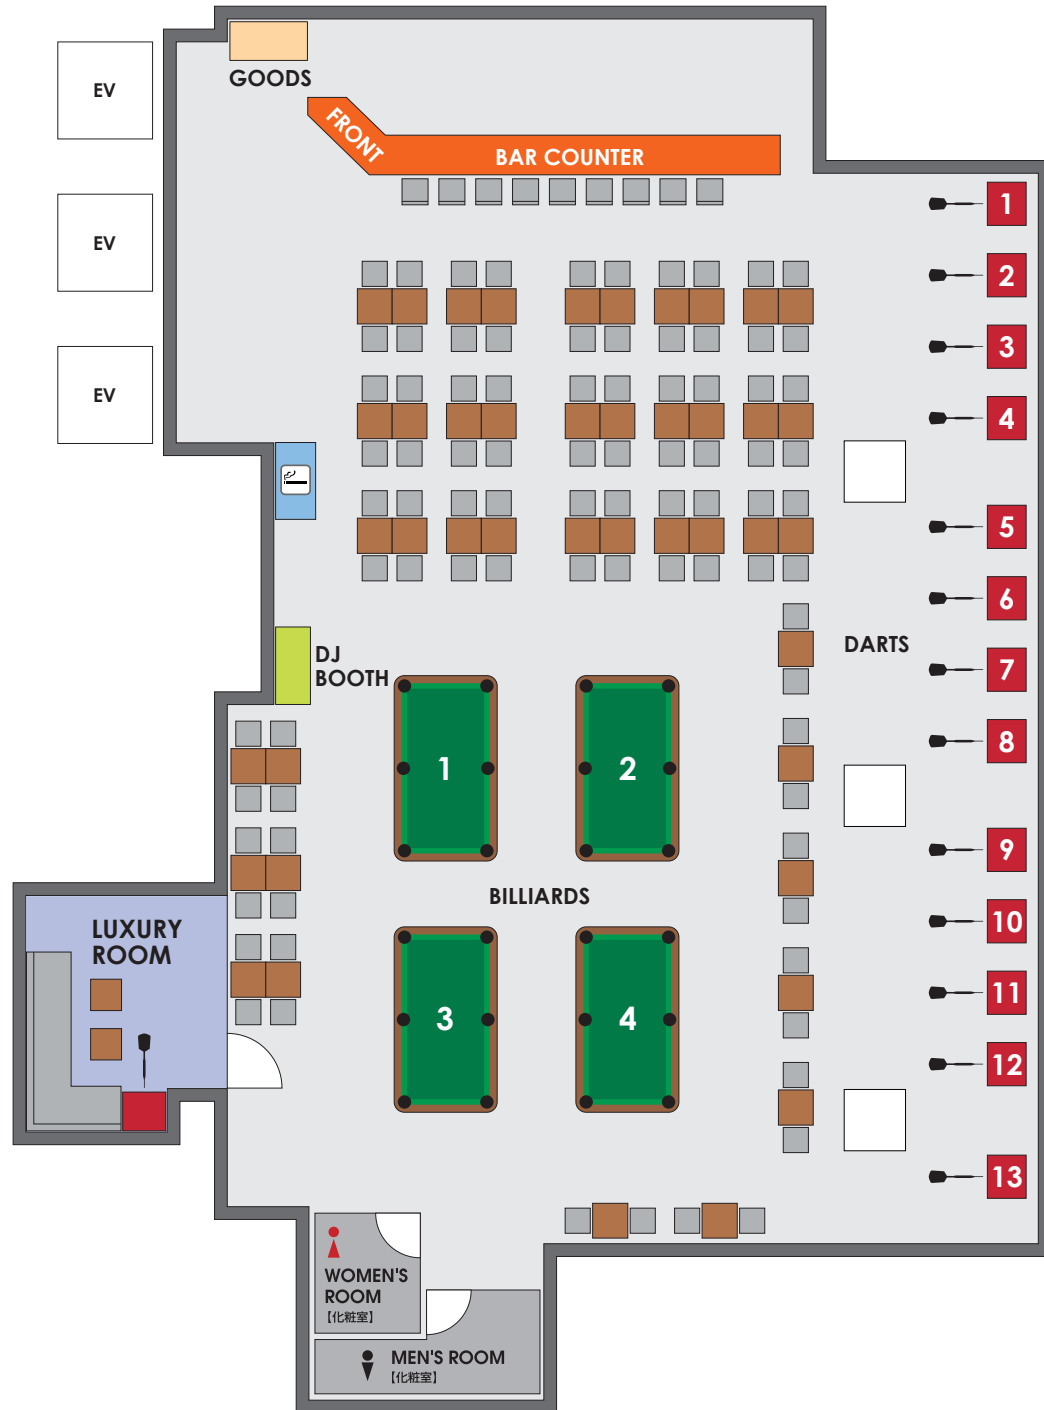 EV
GOODS
FRONT
BAR COUNTER
1
EV
2
3
EV
4
5
6
DJ
BOOTH
DARTS
7
8
1
2
9
BILLIARDS
LUXURY
ROOM
10
11
3
4
12
13
WOMEN'S
ROOM
【化粧室】
MEN'S ROOM
【化粧室】